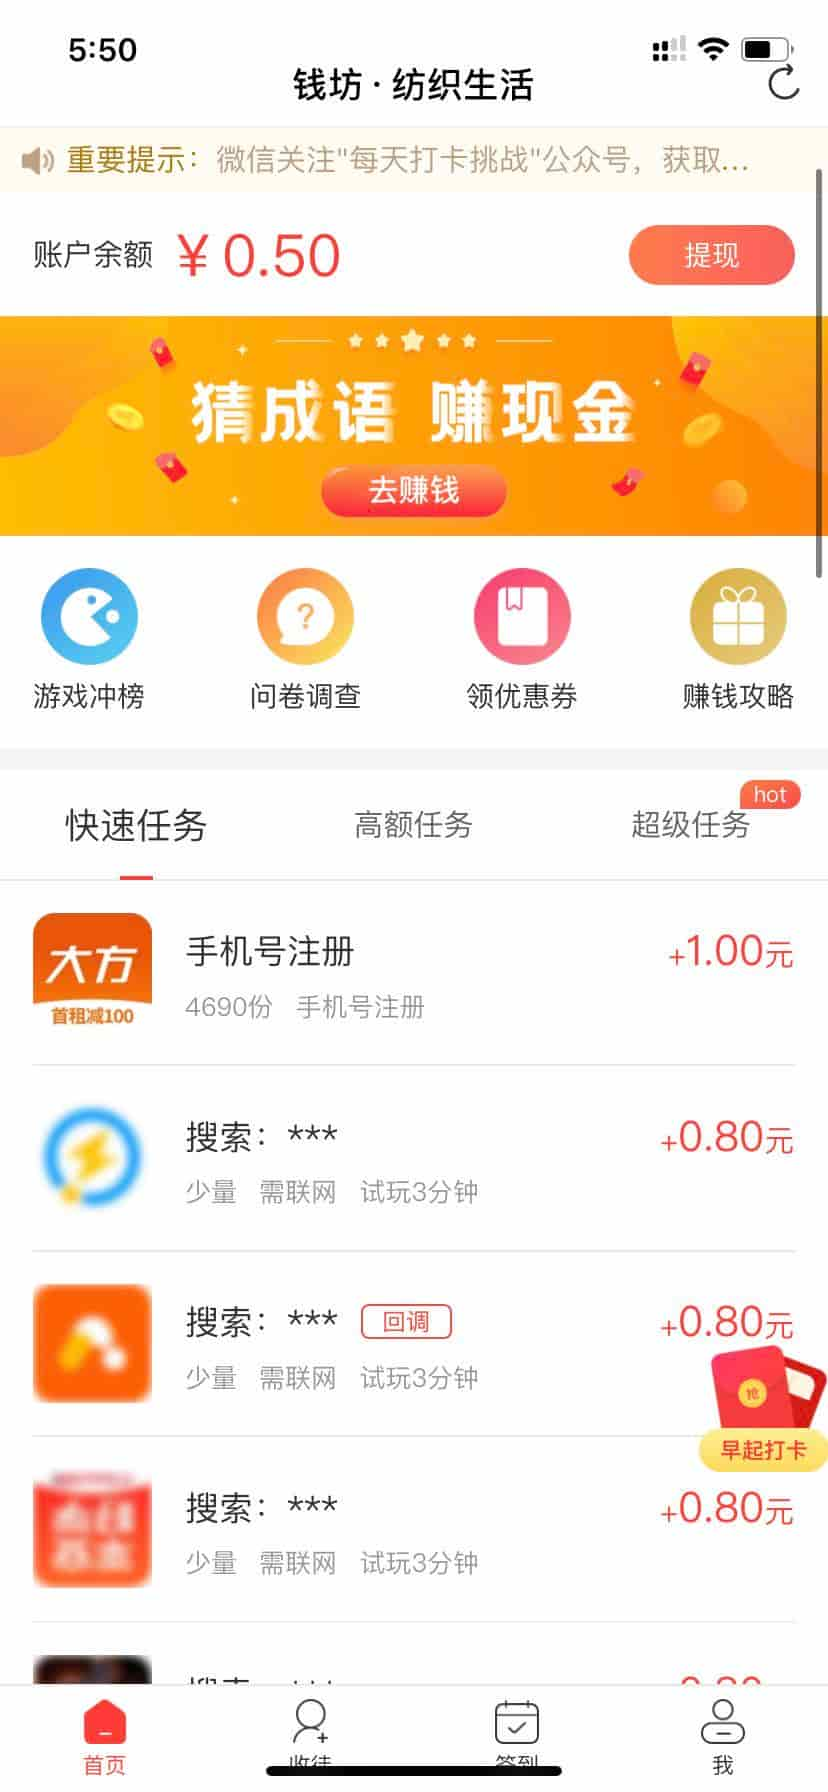 5:50
钱坊 · 纺织生活
重要提示：微信关注"每天打卡挑战"公众号，获取...
账户余额 ¥ 0.50 提现
猜成语 赚现金
去赚钱
游戏冲榜 问卷调查 领优惠券 赚钱攻略
hot
快速任务 高额任务 超级任务
大方
首租减100
手机号注册 +1.00元
4690份 手机号注册
搜索：*** +0.80元
少量 需联网 试玩3分钟
搜索：*** 回调 +0.80元
少量 需联网 试玩3分钟
抢
早起打卡
搜索：*** +0.80元
少量 需联网 试玩3分钟
首页 收徒 签到 我